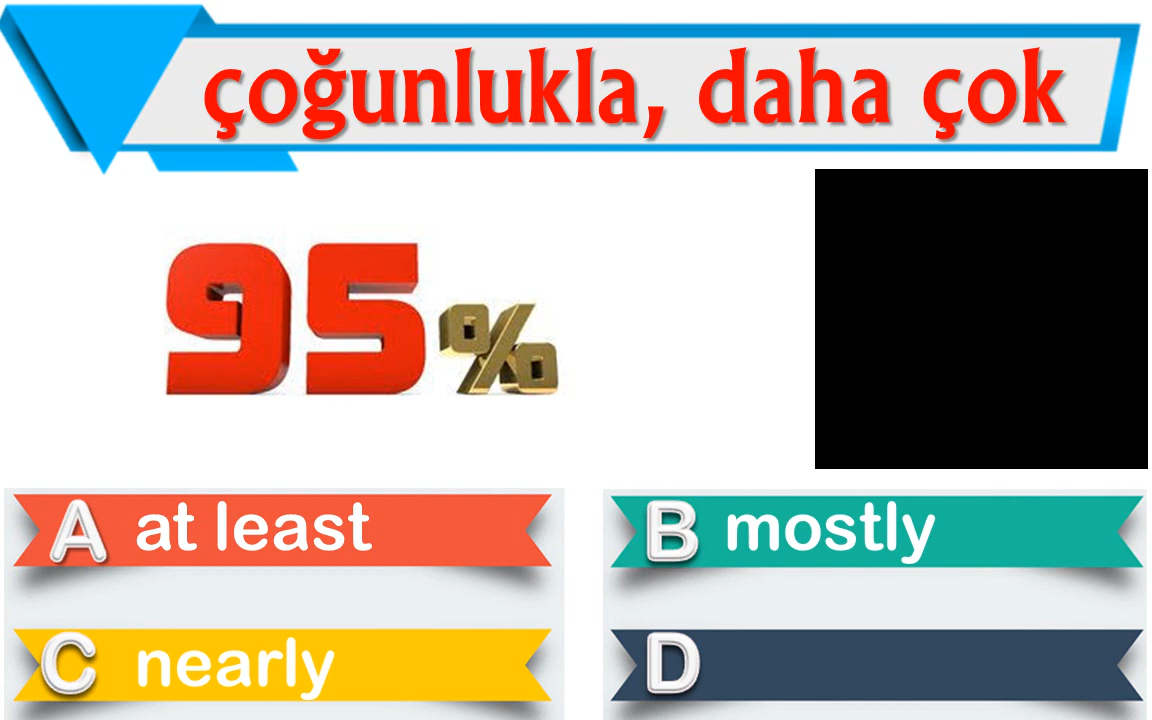 çoğunlukla, daha çok
95%
A at least
B mostly
C nearly
D